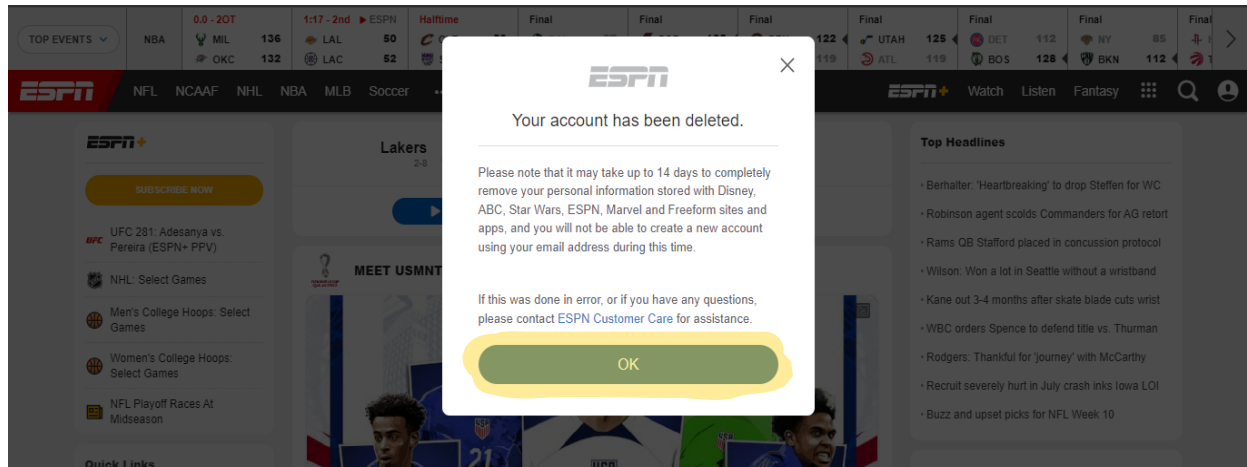 0.0 - 2OT
1:17 - 2nd ESPN
Halftime
Final
Final
Final
Final
Final
Final
Final
TOP EVENTS
NBA
MIL 136
LAL 50
122
UTAH 125
DET 112
NY 85
OKC 132
LAC 52
119
ATL 119
BOS 128
BKN 112
ESPN
NFL NCAAF NHL NBA MLB Soccer
ESPN+ Watch Listen Fantasy
ESPN+
SUBSCRIBE NOW
UFC 281: Adesanya vs.
Pereira (ESPN+ PPV)
NHL: Select Games
Men's College Hoops: Select
Games
Women's College Hoops:
Select Games
NFL Playoff Races At
Midseason
Quick Links
Lakers
2-8
MEET USMNT
21
USA
ESPN
Your account has been deleted.
Please note that it may take up to 14 days to completely
remove your personal information stored with Disney,
ABC, Star Wars, ESPN, Marvel and Freeform sites and
apps, and you will not be able to create a new account
using your email address during this time.
If this was done in error, or if you have any questions,
please contact ESPN Customer Care for assistance.
OK
Top Headlines
Berhalter: 'Heartbreaking' to drop Steffen for WC
Robinson agent scolds Commanders for AG retort
Rams QB Stafford placed in concussion protocol
Wilson: Won a lot in Seattle without a wristband
Kane out 3-4 months after skate blade cuts wrist
WBC orders Spence to defend title vs. Thurman
Rodgers: Thankful for 'journey' with McCarthy
Recruit severely hurt in July crash inks Iowa LOI
Buzz and upset picks for NFL Week 10